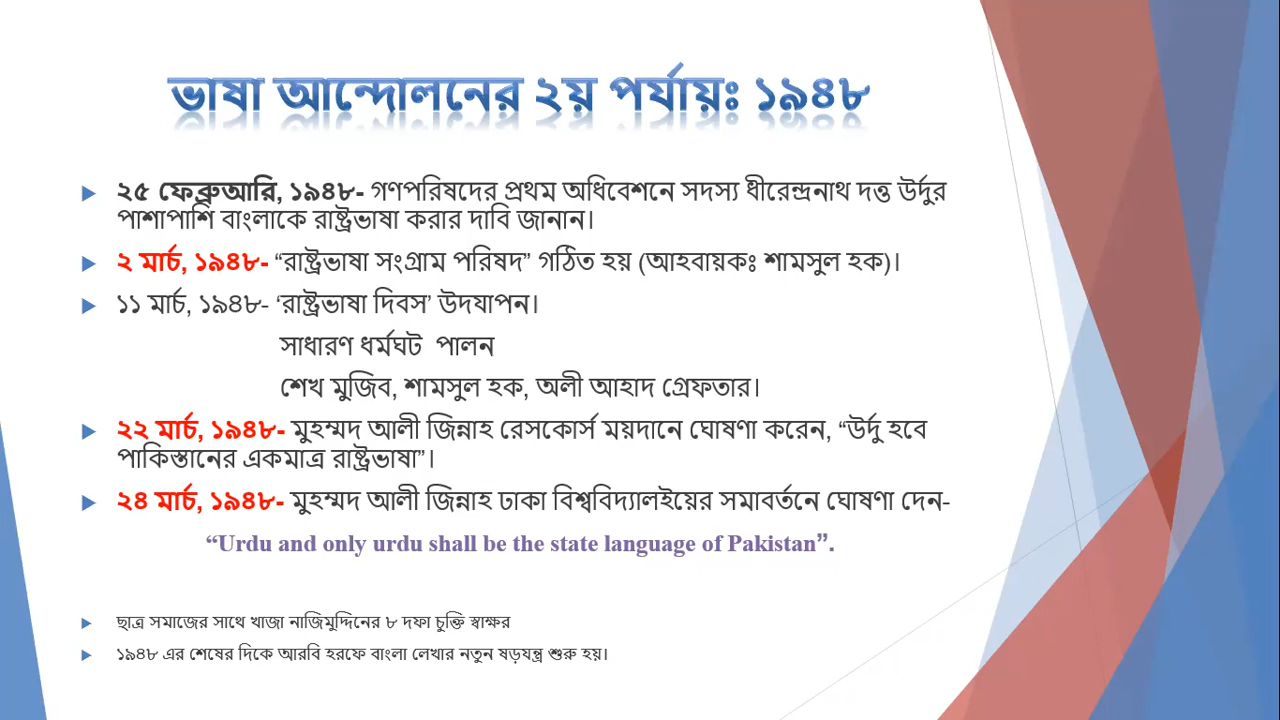 ভাষা আন্দোলনের ২য় পর্যায়ঃ ১৯৪৮
২৫ ফেব্রুআরি, ১৯৪৮- গণপরিষদের প্রথম অধিবেশনে সদস্য ধীরেন্দ্রনাথ দত্ত উর্দুর
পাশাপাশি বাংলাকে রাষ্ট্রভাষা করার দাবি জানান।
২ মার্চ, ১৯৪৮- “রাষ্ট্রভাষা সংগ্রাম পরিষদ” গঠিত হয় (আহবায়কঃ শামসুল হক)।
১১ মার্চ, ১৯৪৮- ‘রাষ্ট্রভাষা দিবস’ উদযাপন।
সাধারণ ধর্মঘট পালন
শেখ মুজিব, শামসুল হক, অলী আহাদ গ্রেফতার।
২২ মার্চ, ১৯৪৮- মুহম্মদ আলী জিন্নাহ রেসকোর্স ময়দানে ঘোষণা করেন, “উর্দু হবে
পাকিস্তানের একমাত্র রাষ্ট্রভাষা”।
২৪ মার্চ, ১৯৪৮- মুহম্মদ আলী জিন্নাহ ঢাকা বিশ্ববিদ্যালইয়ের সমাবর্তনে ঘোষণা দেন-
“Urdu and only urdu shall be the state language of Pakistan”.
ছাত্র সমাজের সাথে খাজা নাজিমুদ্দিনের ৮ দফা চুক্তি স্বাক্ষর
১৯৪৮ এর শেষের দিকে আরবি হরফে বাংলা লেখার নতুন ষড়যন্ত্র শুরু হয়।